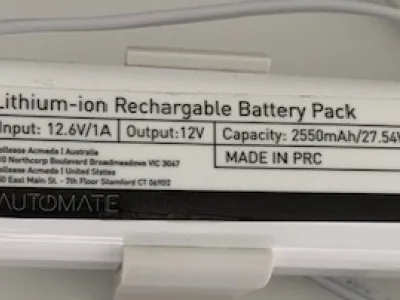 Lithium-ion Rechargable Battery Pack
Input: 12.6V/1A Output:12V Capacity: 2550mAh/27.54W
MADE IN PRC
Rollease Acmeda | Australia
110 Northcorp Boulevard Broadmeadows VIC 3047
Rollease Acmeda | United States
750 East Main St. - 7th Floor Stamford CT 06902
AUTOMATE